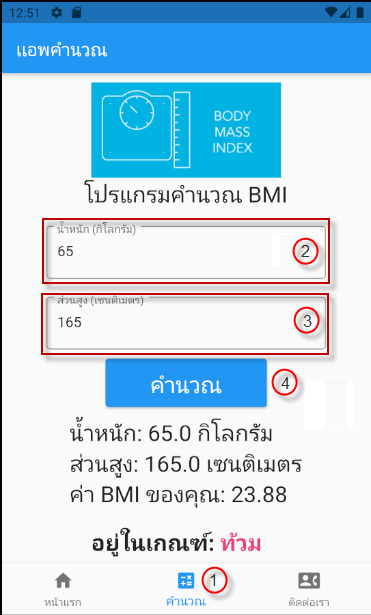 12:51
แอพคำนวณ
BODY
MASS
INDEX
โปรแกรมคำนวณ BMI
น้ำหนัก (กิโลกรัม)
65
2
ส่วนสูง (เซนติเมตร)
165
3
คำนวณ
4
น้ำหนัก: 65.0 กิโลกรัม
ส่วนสูง: 165.0 เซนติเมตร
ค่า BMI ของคุณ: 23.88
อยู่ในเกณฑ์: ท้วม
1
หน้าแรก
คำนวณ
ติดต่อเรา